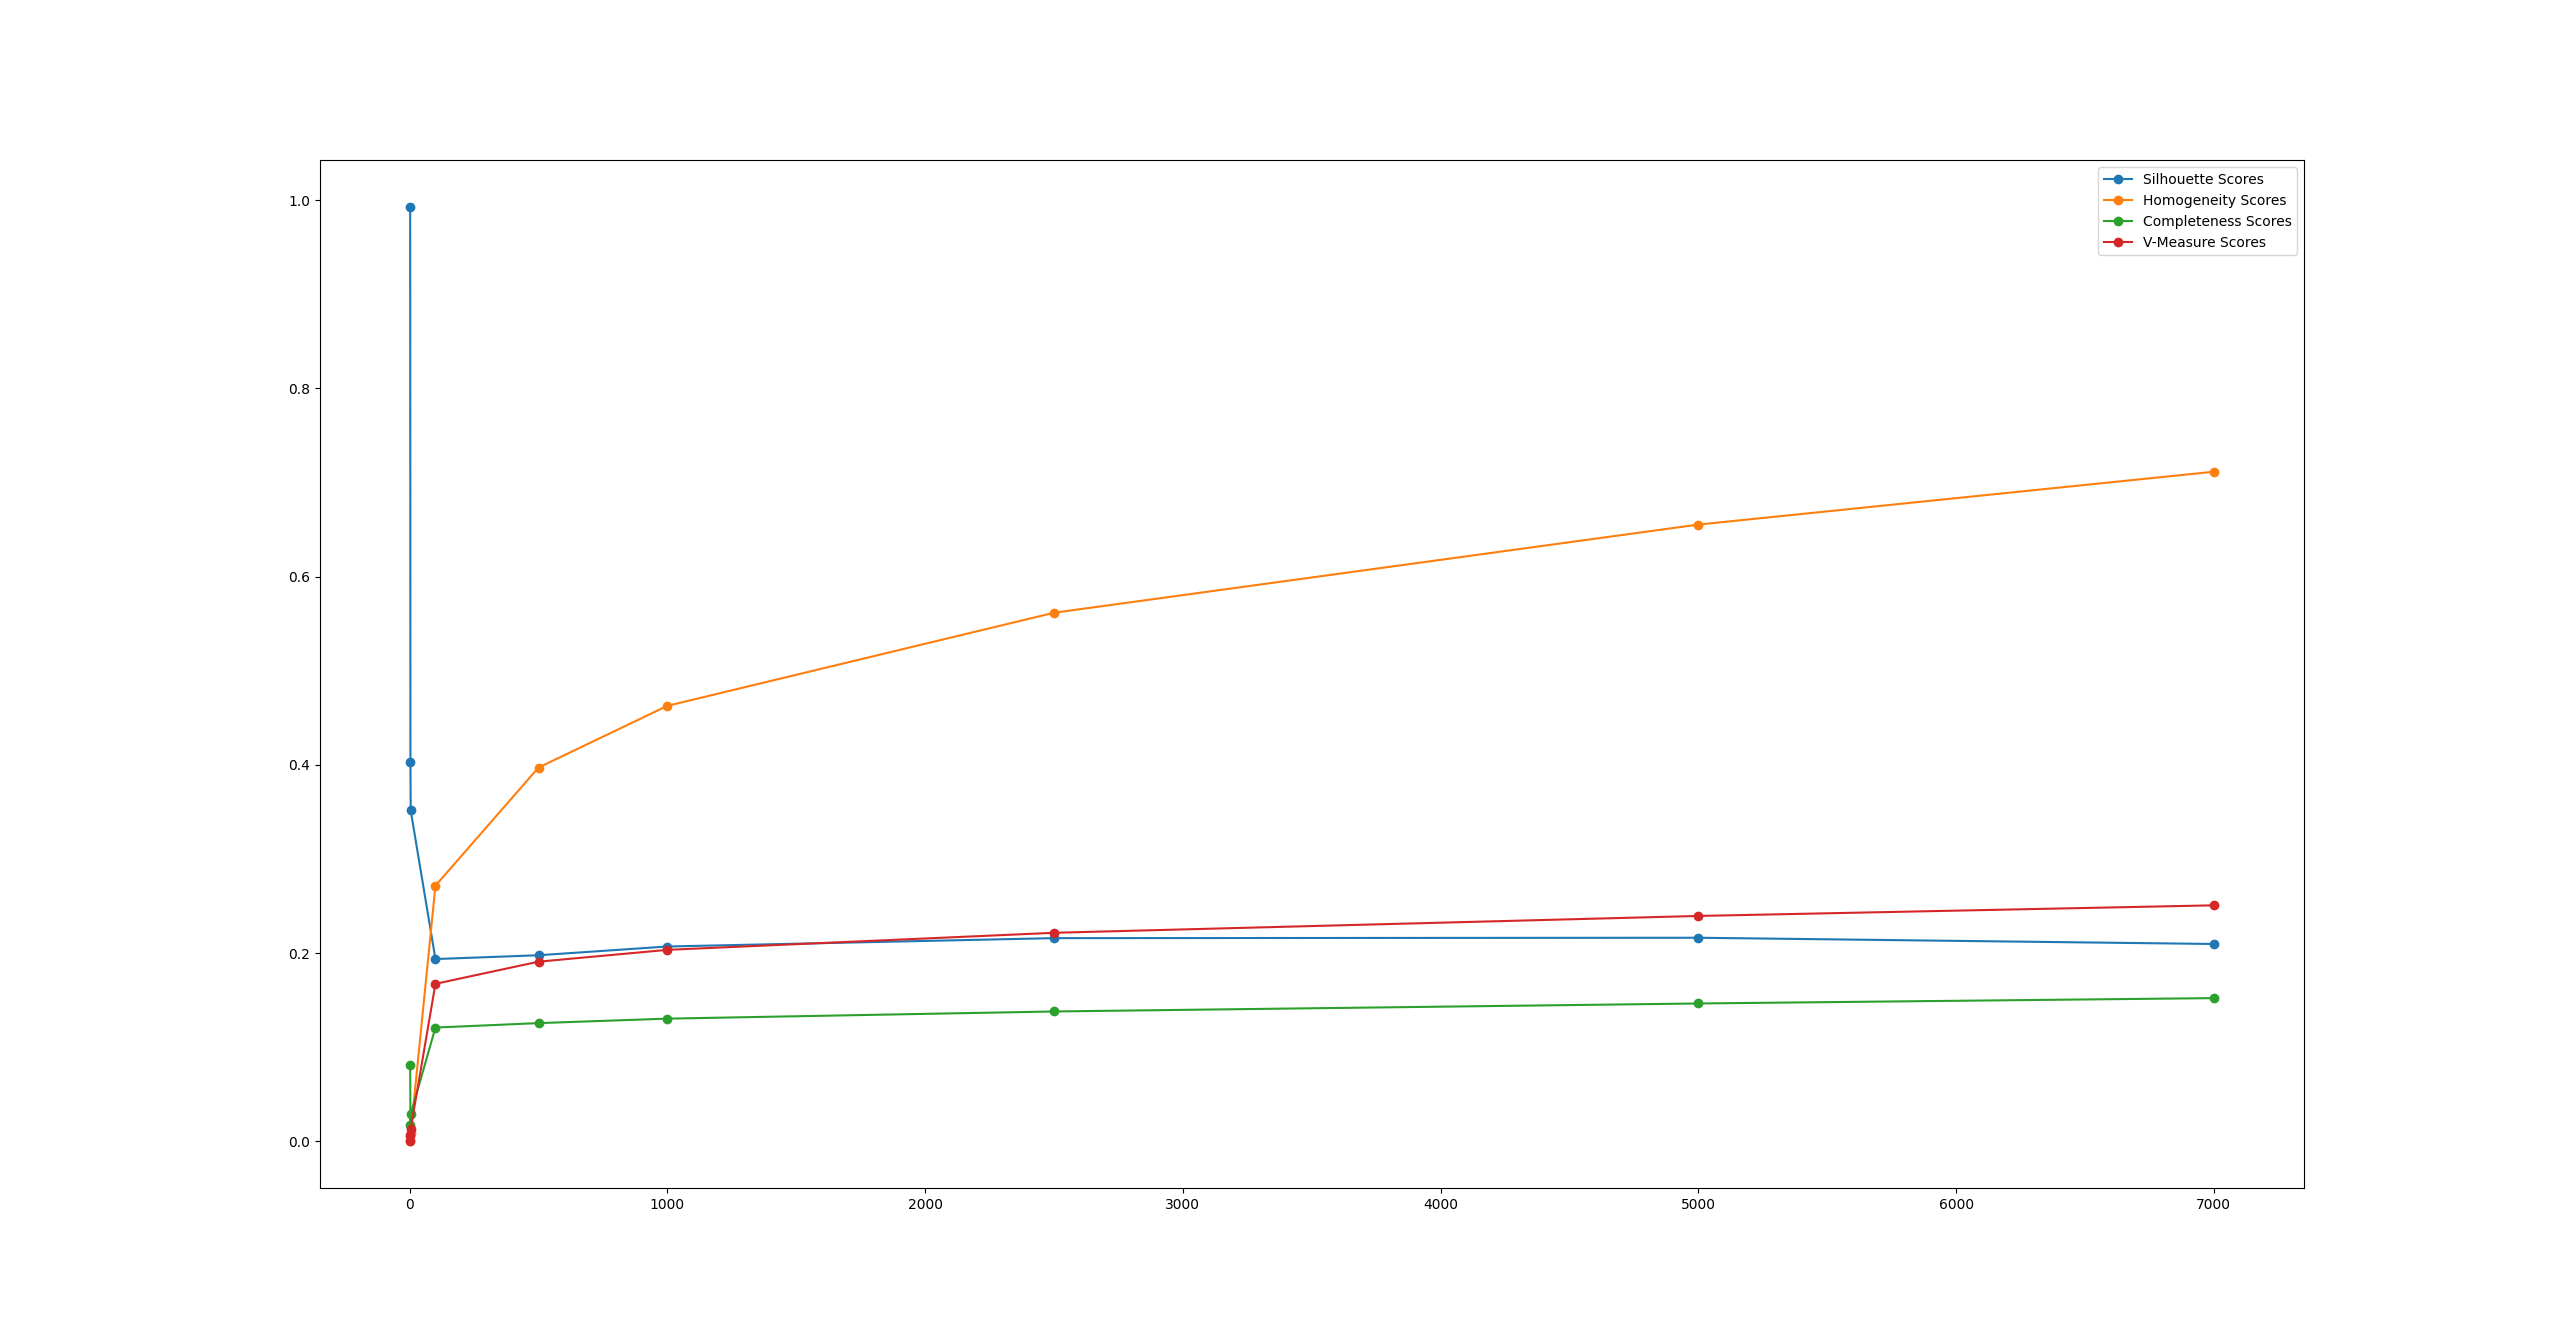 Silhouette Scores
Homogeneity Scores
Completeness Scores
V-Measure Scores
1.0
0.8
0.6
0.4
0.2
0.0
0 1000 2000 3000 4000 5000 6000 7000